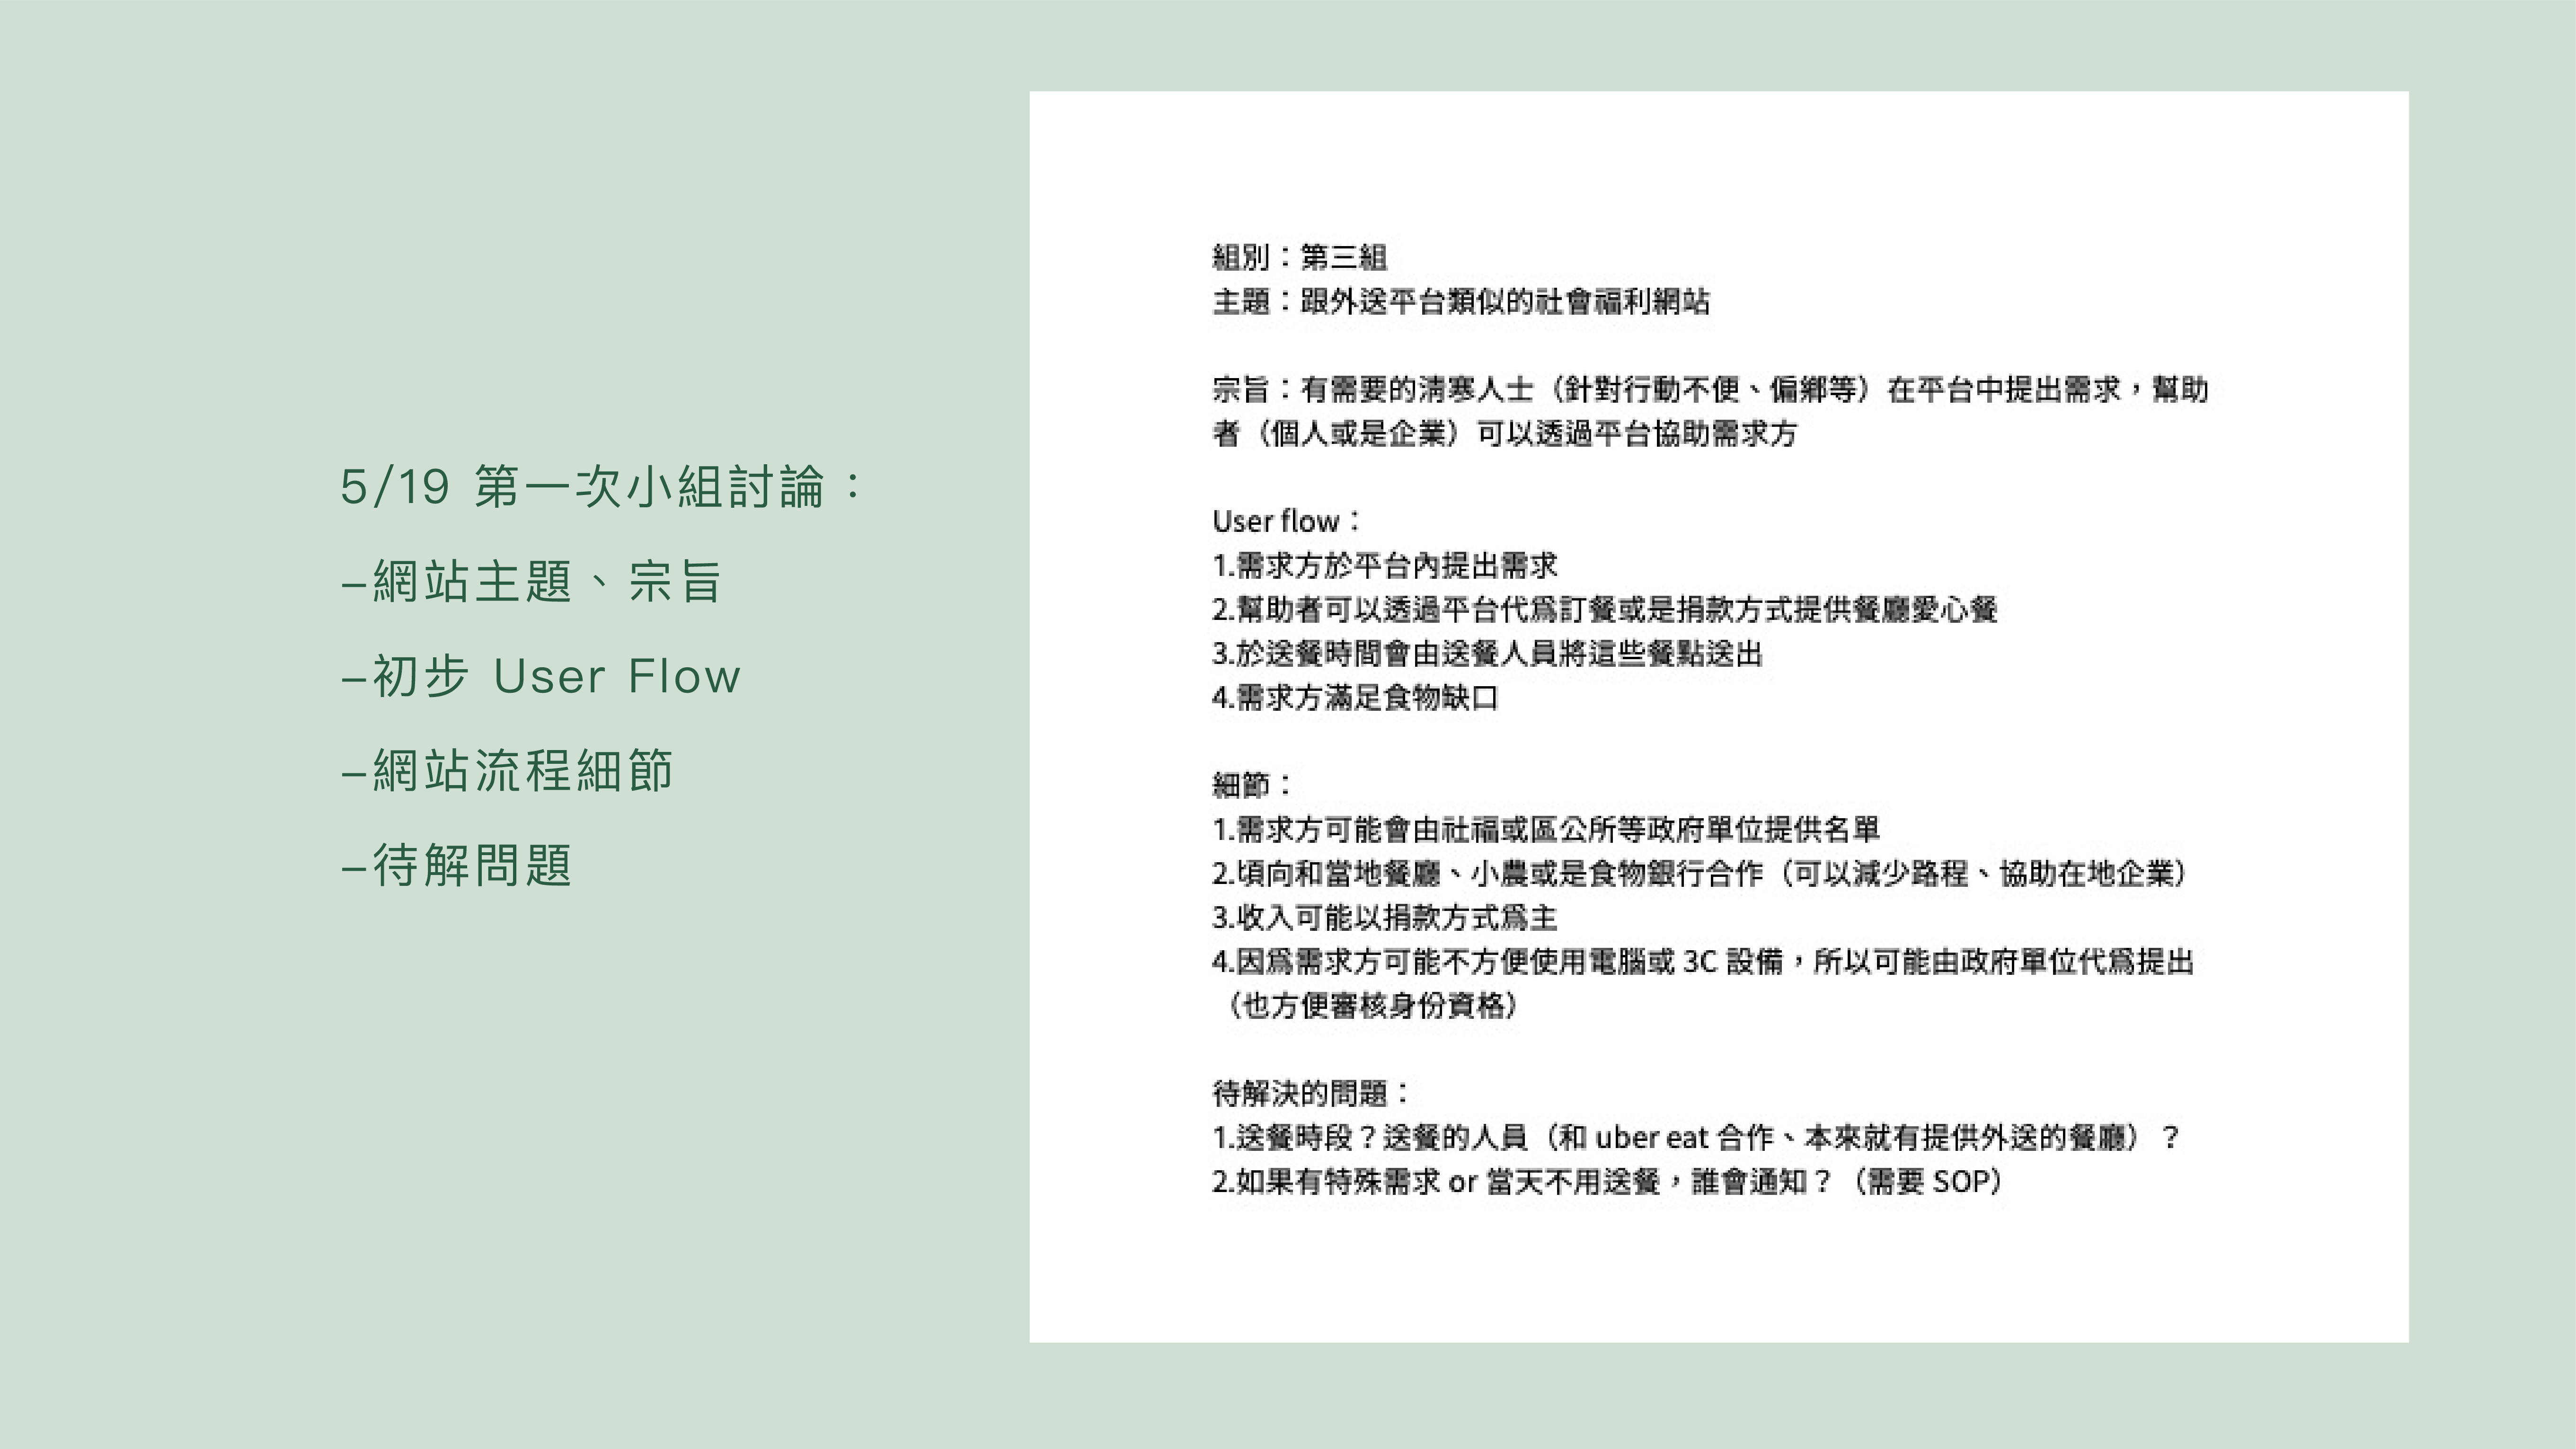 5/19 第一次小組討論：
–網站主題、宗旨
–初步 User Flow
–網站流程細節
–待解問題
組別：第三組
主題：跟外送平台類似的社會福利網站
宗旨：有需要的清寒人士（針對行動不便、偏鄉等）在平台中提出需求，幫助
者（個人或是企業）可以透過平台協助需求方
User flow：
1.需求方於平台內提出需求
2.幫助者可以透過平台代為訂餐或是捐款方式提供餐廳愛心餐
3.於送餐時間會由送餐人員將這些餐點送出
4.需求方滿足食物缺口
細節：
1.需求方可能會由社福或區公所等政府單位提供名單
2.頃向和當地餐廳、小農或是食物銀行合作（可以減少路程、協助在地企業）
3.收入可能以捐款方式為主
4.因為需求方可能不方便使用電腦或 3C 設備，所以可能由政府單位代為提出
（也方便審核身份資格）
待解決的問題：
1.送餐時段？送餐的人員（和 uber eat 合作、本來就有提供外送的餐廳）？
2.如果有特殊需求 or 當天不用送餐，誰會通知？（需要 SOP）